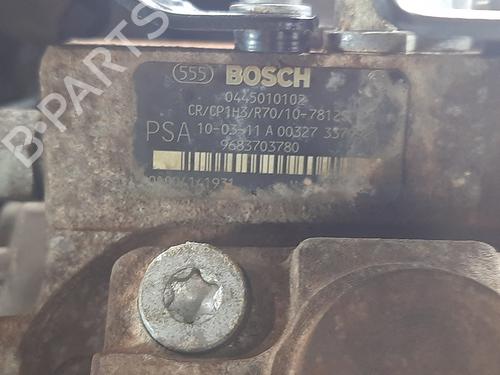 555 BOSCH
0445010102
CR/CP1H3/R70/10-7812
PSA 10-03-11 A 00327
9683703780
B-PARTS